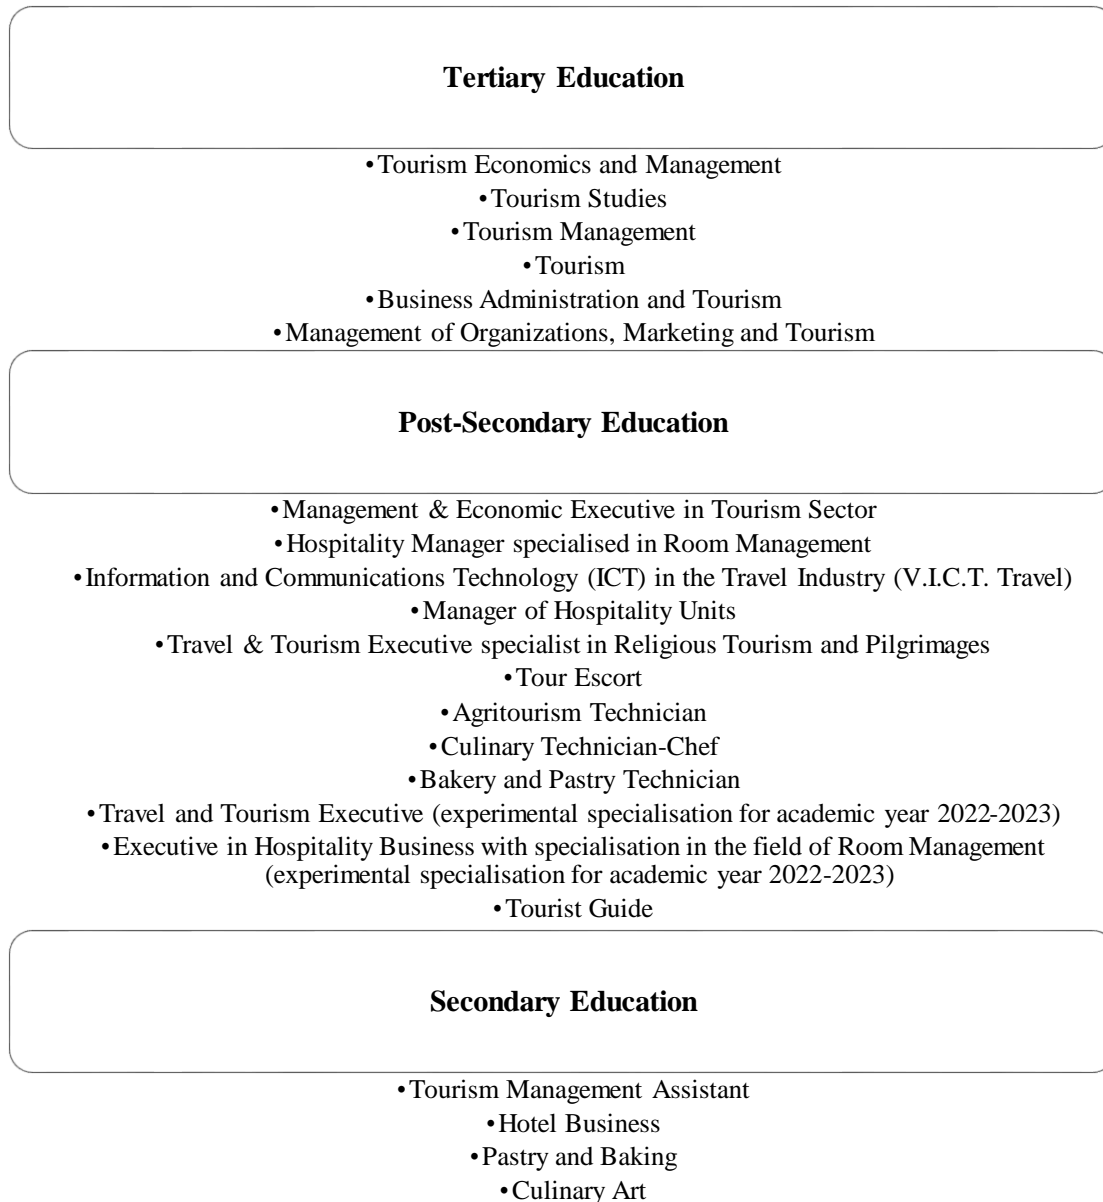 Tertiary Education
•Tourism Economics and Management
•Tourism Studies
•Tourism Management
•Tourism
•Business Administration and Tourism
•Management of Organizations, Marketing and Tourism
Post-Secondary Education
•Management & Economic Executive in Tourism Sector
•Hospitality Manager specialised in Room Management
•Information and Communications Technology (ICT) in the Travel Industry (V.I.C.T. Travel)
•Manager of Hospitality Units
•Travel & Tourism Executive specialist in Religious Tourism and Pilgrimages
•Tour Escort
•Agritourism Technician
•Culinary Technician-Chef
•Bakery and Pastry Technician
•Travel and Tourism Executive (experimental specialisation for academic year 2022-2023)
•Executive in Hospitality Business with specialisation in the field of Room Management
(experimental specialisation for academic year 2022-2023)
•Tourist Guide
Secondary Education
•Tourism Management Assistant
•Hotel Business
•Pastry and Baking
•Culinary Art